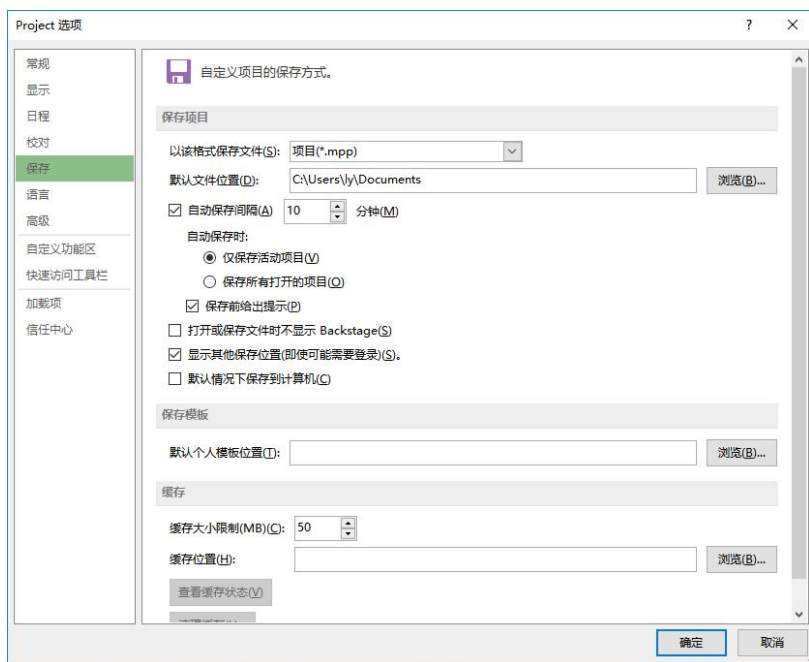 Project 选项
?
常规
显示
日程
校对
保存
语言
高级
自定义功能区
快速访问工具栏
加载项
信任中心
自定义项目的保存方式。
保存项目
以该格式保存文件(S): 项目(*.mpp)
默认文件位置(D): C:\Users\ly\Documents 浏览(B)...
自动保存间隔(A) 10 分钟(M)
自动保存时:
仅保存活动项目(V)
保存所有打开的项目(O)
保存前给出提示(P)
打开或保存文件时不显示 Backstage(S)
显示其他保存位置(即使可能需要登录)(S)。
默认情况下保存到计算机(C)
保存模板
默认个人模板位置(T): 浏览(B)...
缓存
缓存大小限制(MB)(C): 50
缓存位置(H): 浏览(B)...
查看缓存状态(V)
确定 取消